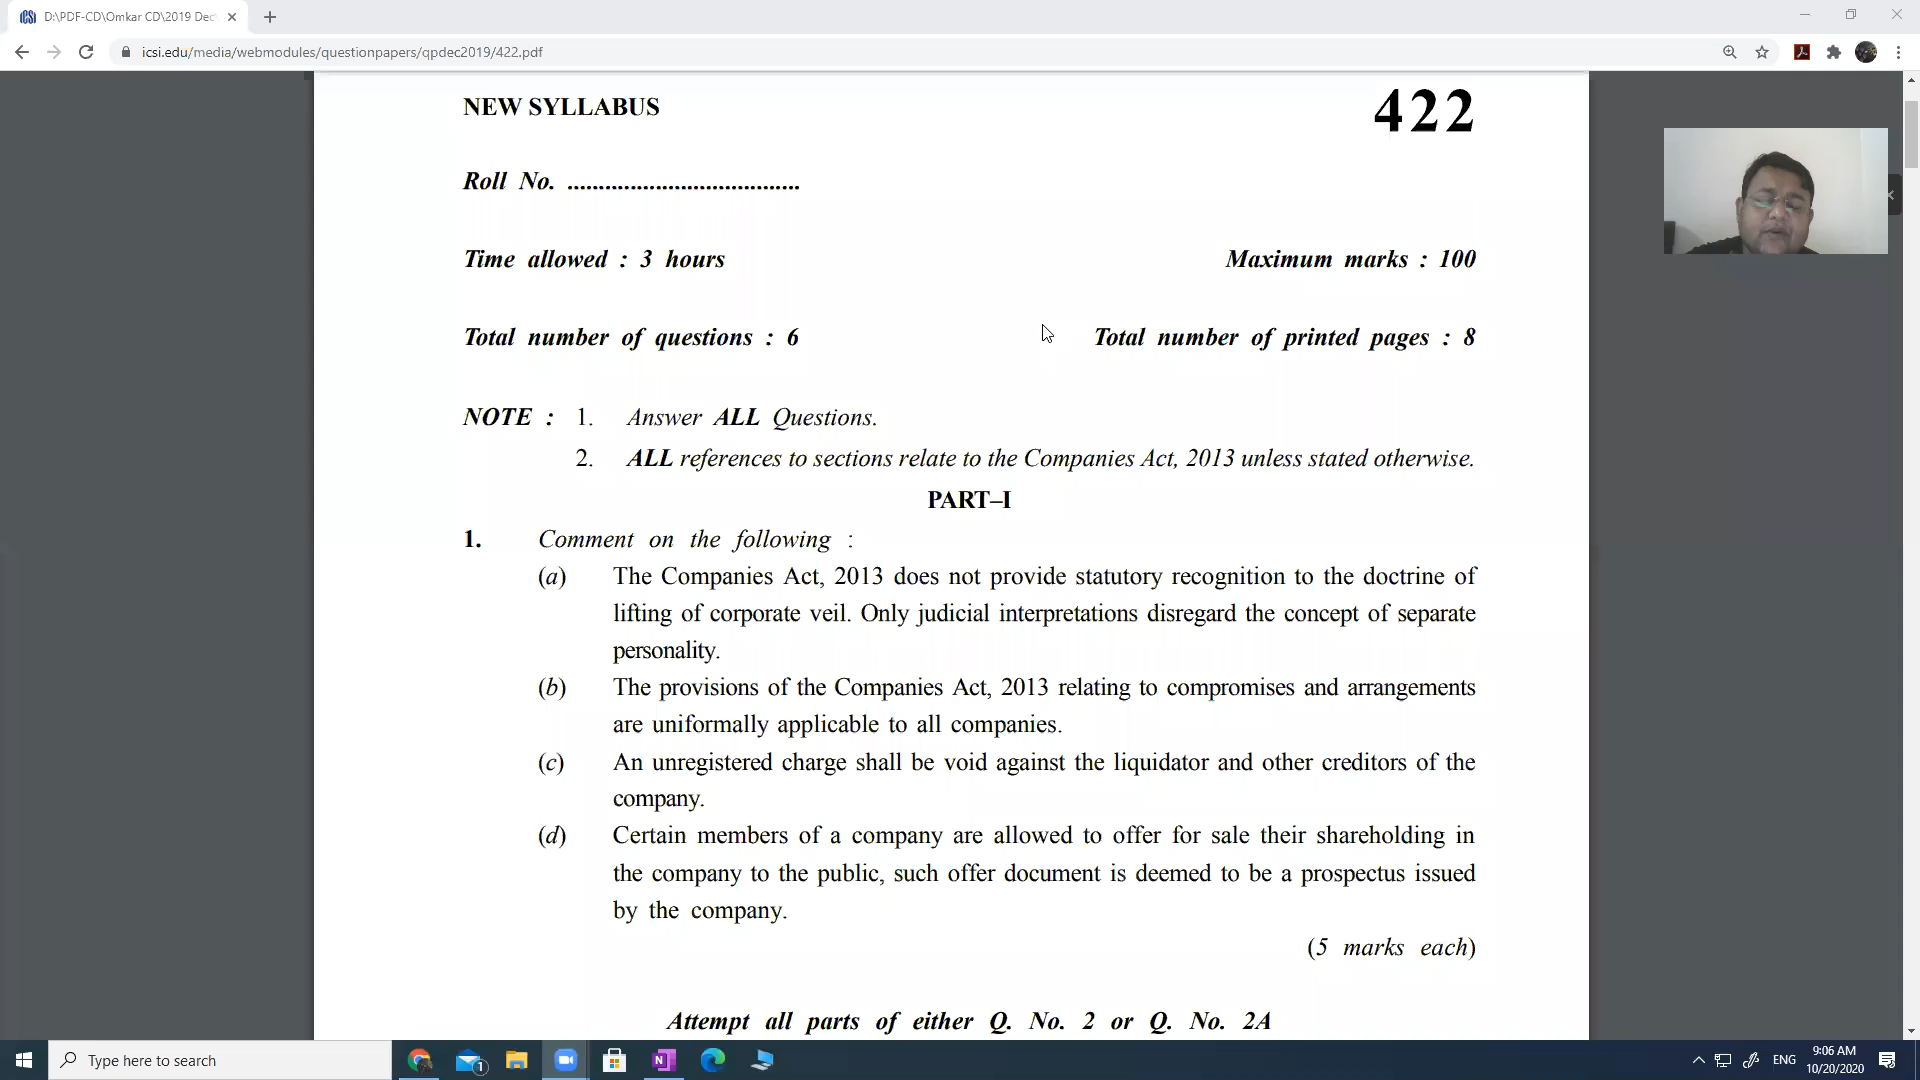 D:\PDF-CD\Omkar CD\2019 Dec
icsi.edu/media/webmodules/questionpapers/qpdec2019/422.pdf
NEW SYLLABUS 422
Roll No. .....................................
Time allowed : 3 hours Maximum marks : 100
Total number of questions : 6 Total number of printed pages : 8
NOTE : 1. Answer ALL Questions.
2. ALL references to sections relate to the Companies Act, 2013 unless stated otherwise.
PART–I
1. Comment on the following :
(a) The Companies Act, 2013 does not provide statutory recognition to the doctrine of
lifting of corporate veil. Only judicial interpretations disregard the concept of separate
personality.
(b) The provisions of the Companies Act, 2013 relating to compromises and arrangements
are uniformally applicable to all companies.
(c) An unregistered charge shall be void against the liquidator and other creditors of the
company.
(d) Certain members of a company are allowed to offer for sale their shareholding in
the company to the public, such offer document is deemed to be a prospectus issued
by the company.
(5 marks each)
Attempt all parts of either Q. No. 2 or Q. No. 2A
Type here to search
1
N
ENG
9:06 AM
10/20/2020